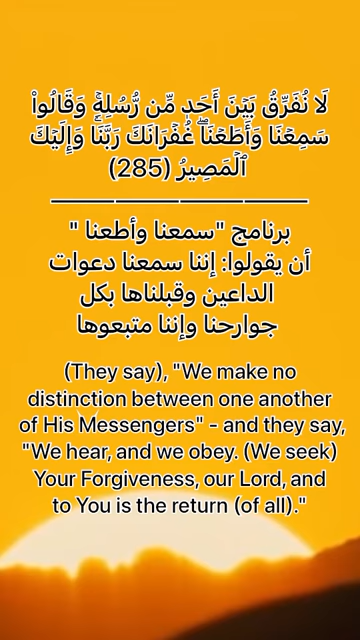 لَا نُفَرِّقُ بَيْنَ أَحَدٖ مِّن رُّسُلِهِۦۚ وَقَالُواْ
سَمِعۡنَا وَأَطَعۡنَاۖ غُفۡرَانَكَ رَبَّنَا وَإِلَيۡكَ
ٱلۡمَصِيرُ (285)
برنامج "سمعنا وأطعنا "
أن يقولوا: إننا سمعنا دعوات
الداعين وقبلناها بكل
جوارحنا وإننا متبعوها
(They say), "We make no
distinction between one another
of His Messengers" - and they say,
"We hear, and we obey. (We seek)
Your Forgiveness, our Lord, and
to You is the return (of all)."